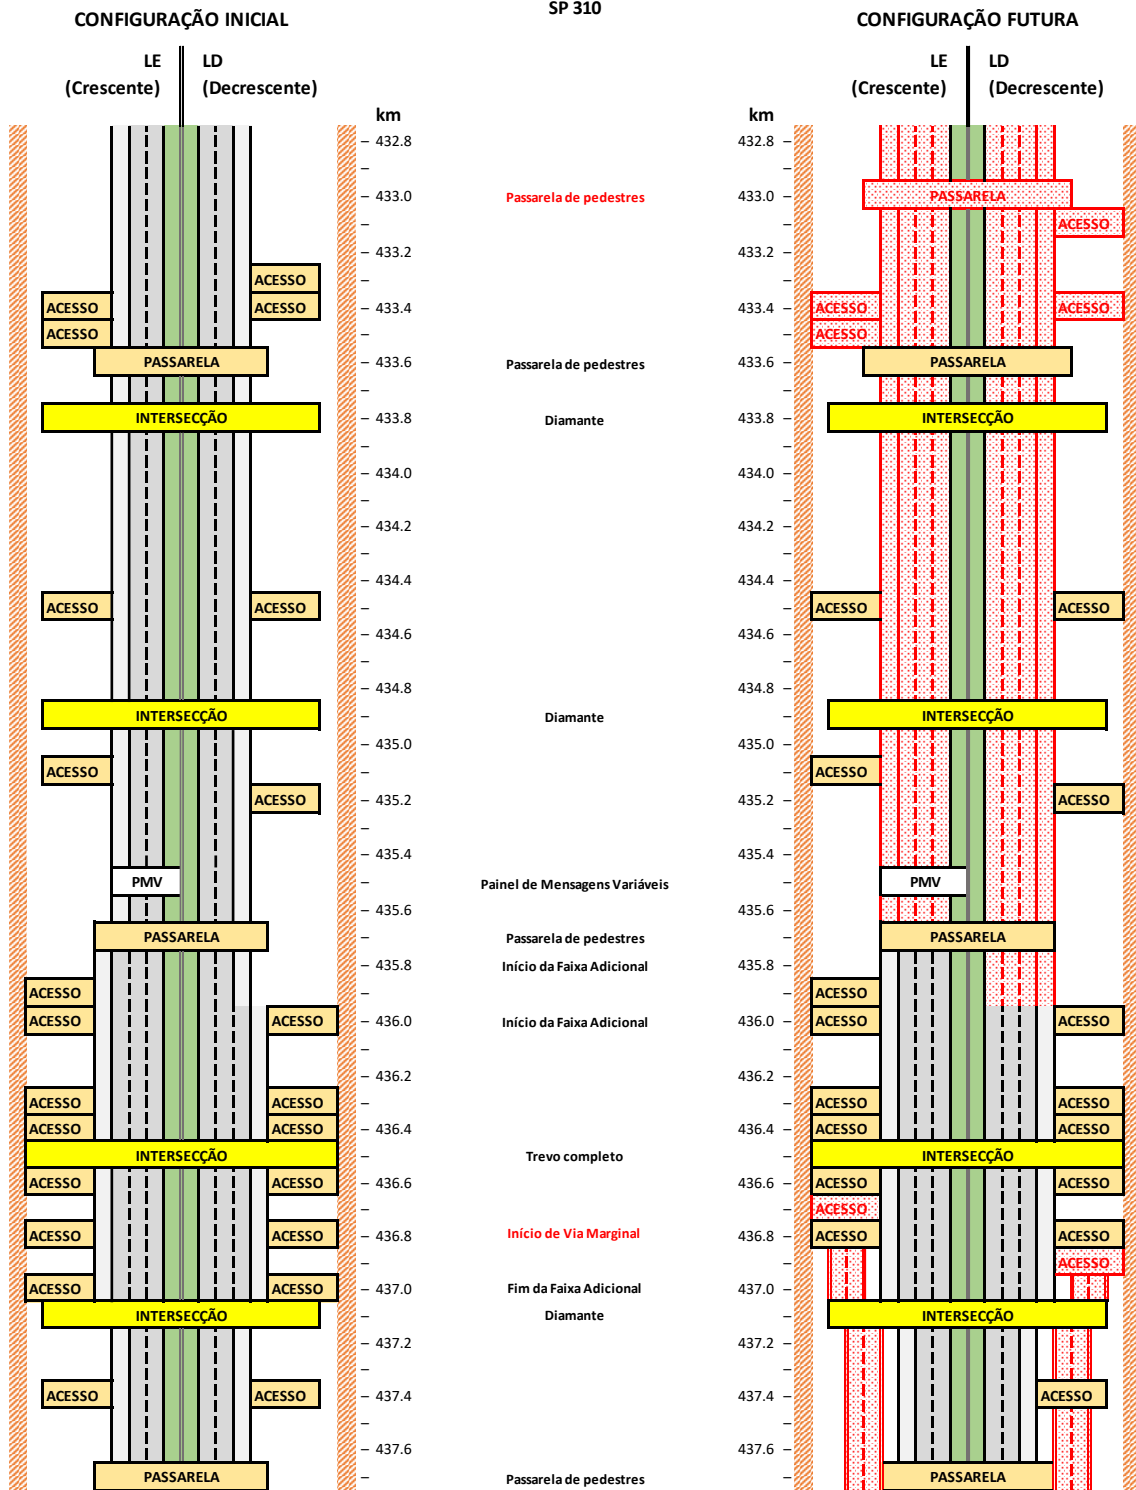 SP 310
CONFIGURAÇÃO INICIAL
CONFIGURAÇÃO FUTURA
LE LD
(Crescente) (Decrescente)
LE LD
(Crescente) (Decrescente)
km km
432.8 432.8
433.0 Passarela de pedestres 433.0 PASSARELA
ACESSO
433.2 433.2
ACESSO
ACESSO ACESSO 433.4 433.4 ACESSO ACESSO
ACESSO ACESSO
PASSARELA 433.6 Passarela de pedestres 433.6 PASSARELA
INTERSECÇÃO 433.8 Diamante 433.8 INTERSECÇÃO
434.0 434.0
434.2 434.2
434.4 434.4
ACESSO ACESSO ACESSO ACESSO
434.6 434.6
434.8 434.8
INTERSECÇÃO Diamante INTERSECÇÃO
435.0 435.0
ACESSO ACESSO
ACESSO 435.2 435.2 ACESSO
435.4 435.4
PMV Painel de Mensagens Variáveis PMV
435.6 435.6
PASSARELA Passarela de pedestres PASSARELA
435.8 Início da Faixa Adicional 435.8
ACESSO ACESSO
ACESSO ACESSO 436.0 Início da Faixa Adicional 436.0 ACESSO ACESSO
436.2 436.2
ACESSO ACESSO ACESSO ACESSO
ACESSO ACESSO 436.4 436.4 ACESSO ACESSO
INTERSECÇÃO Trevo completo INTERSECÇÃO
ACESSO ACESSO 436.6 436.6 ACESSO ACESSO
ACESSO
ACESSO ACESSO 436.8 Início de Via Marginal 436.8 ACESSO ACESSO
ACESSO
ACESSO ACESSO 437.0 Fim da Faixa Adicional 437.0
INTERSECÇÃO Diamante INTERSECÇÃO
437.2 437.2
ACESSO ACESSO 437.4 437.4 ACESSO
437.6 437.6
PASSARELA Passarela de pedestres PASSARELA